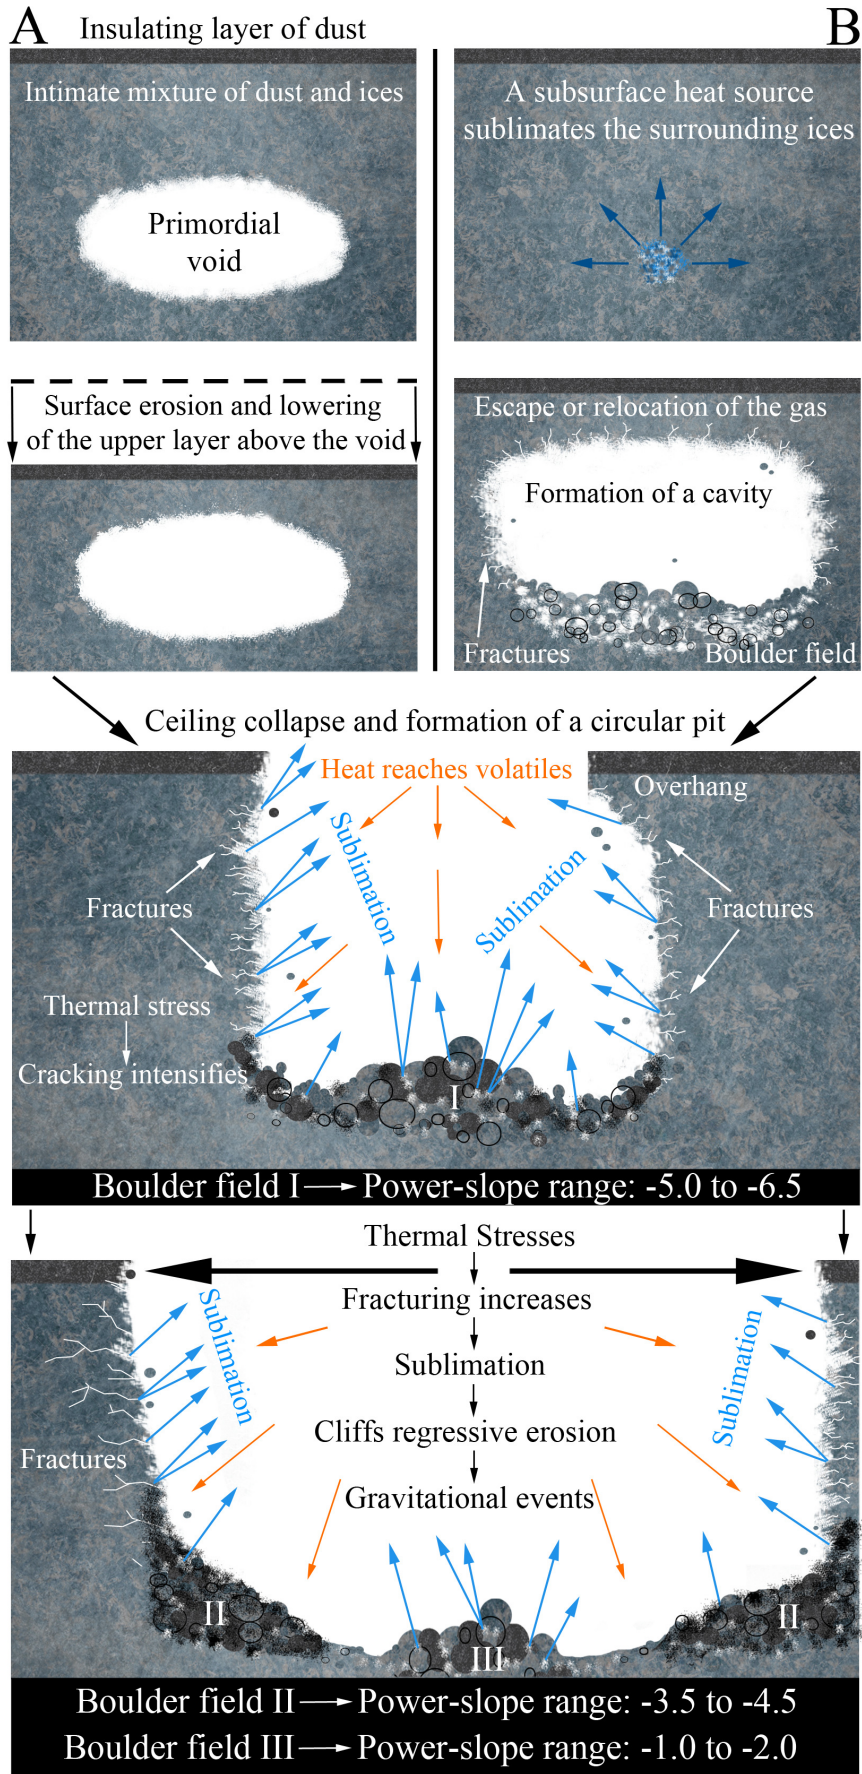 A
Insulating layer of dust
Intimate mixture of dust and ices
Primordial
void
B
A subsurface heat source
sublimates the surrounding ices
Surface erosion and lowering
of the upper layer above the void
Escape or relocation of the gas
Formation of a cavity
Fractures
Boulder field
Ceiling collapse and formation of a circular pit
Heat reaches volatiles
Overhang
Sublimation
Sublimation
Fractures
Fractures
Thermal stress
Cracking intensifies
I
Boulder field I → Power-slope range: -5.0 to -6.5
Thermal Stresses
Fracturing increases
Sublimation
Sublimation
Sublimation
Cliffs regressive erosion
Fractures
Gravitational events
II
II
III
Boulder field II → Power-slope range: -3.5 to -4.5
Boulder field III → Power-slope range: -1.0 to -2.0